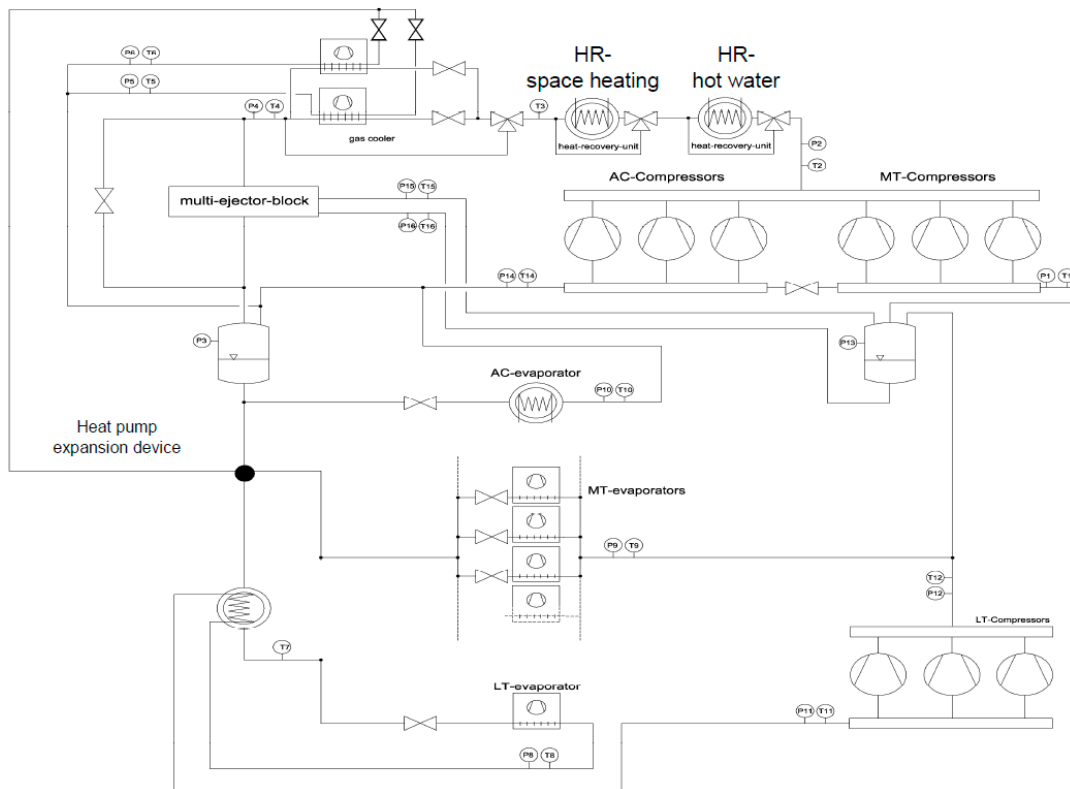 HR-
space heating
HR-
hot water
P6 T6
P5 T5
P4 T4
T3
gas cooler
heat-recovery-unit
heat-recovery-unit
P2
T2
AC-Compressors
MT-Compressors
multi-ejector-block
P15 T15
P16 T16
P14 T14
P1
P3
P13
AC-evaporator
P10 T10
Heat pump
expansion device
MT-evaporators
P9 T9
T12
P12
LT-Compressors
T7
LT-evaporator
P11 T11
P8 T8